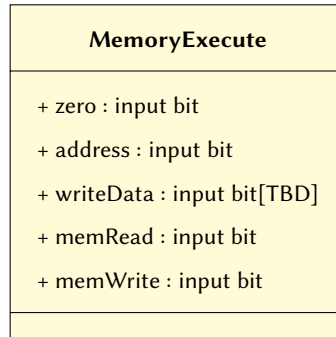 MemoryExecute
+ zero : input bit
+ address : input bit
+ writeData : input bit[TBD]
+ memRead : input bit
+ memWrite : input bit